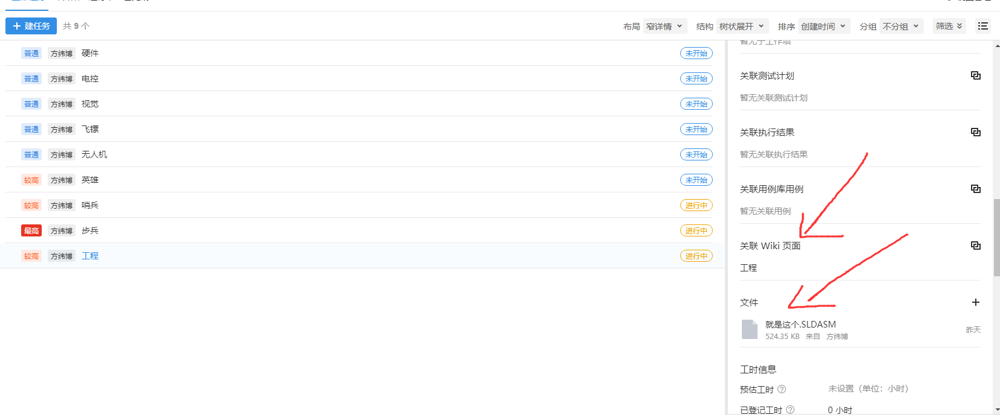 建任务 共 9 个
布局 窄详情 结构 树状展开 排序 创建时间 分组 不分组 筛选
普通 方纬博 硬件 未开始
普通 方纬博 电控 未开始
普通 方纬博 视觉 未开始
普通 方纬博 飞镖 未开始
普通 方纬博 无人机 未开始
较高 方纬博 英雄 未开始
较高 方纬博 哨兵 进行中
最高 方纬博 步兵 进行中
较高 方纬博 工程 进行中
暂无子工作项
关联测试计划
暂无关联测试计划
关联执行结果
暂无关联执行结果
关联用例库用例
暂无关联用例
关联 Wiki 页面
工程
文件
就是这个.SLDASM
524.35 KB 来自 方纬博
昨天
工时信息
预估工时 未设置（单位：小时）
已登记工时 0 小时